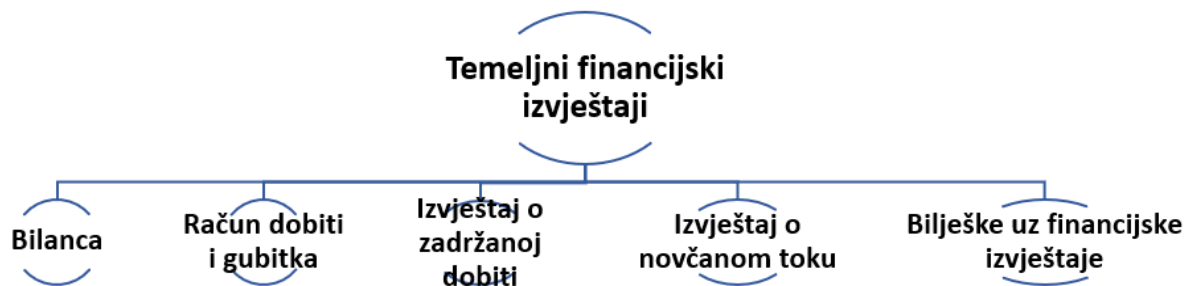 Temeljni financijski
izvještaji
Bilanca
Račun dobiti
i gubitka
Izvještaj o
zadržanoj
dobiti
Izvještaj o
novčanom toku
Bilješke uz financijske
izvještaje